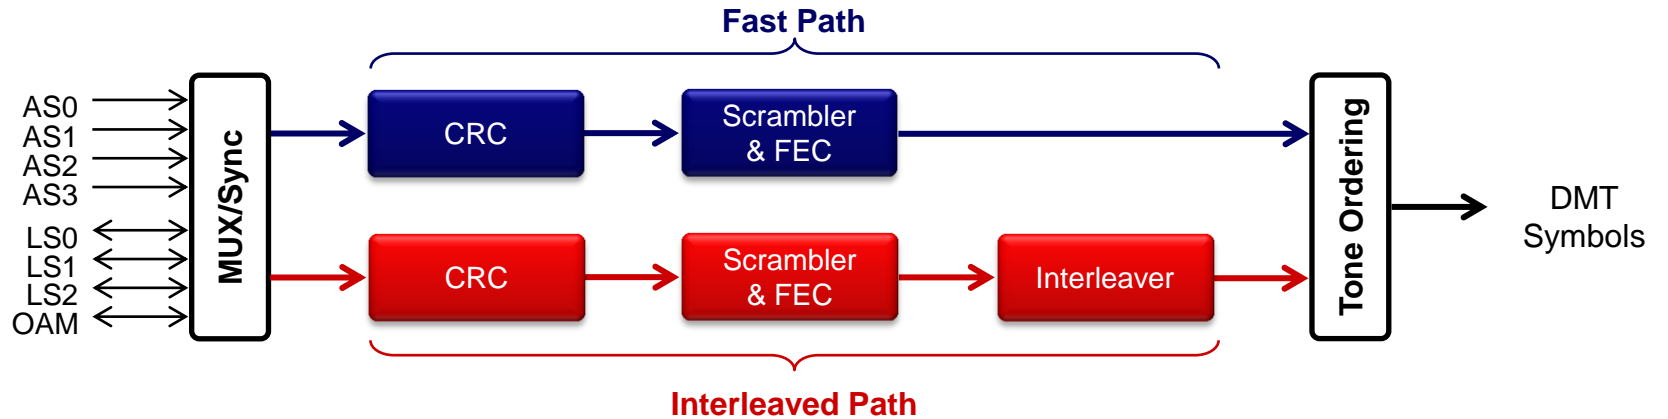 Fast Path
AS0
AS1
AS2
AS3
LS0
LS1
LS2
OAM
MUX/Sync
CRC
Scrambler
& FEC
CRC
Scrambler
& FEC
Interleaver
Tone Ordering
DMT
Symbols
Interleaved Path